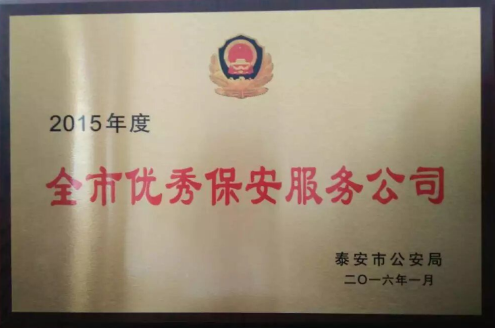 2015年度
全市优秀保安服务公司
泰安市公安局
二〇一六年一月